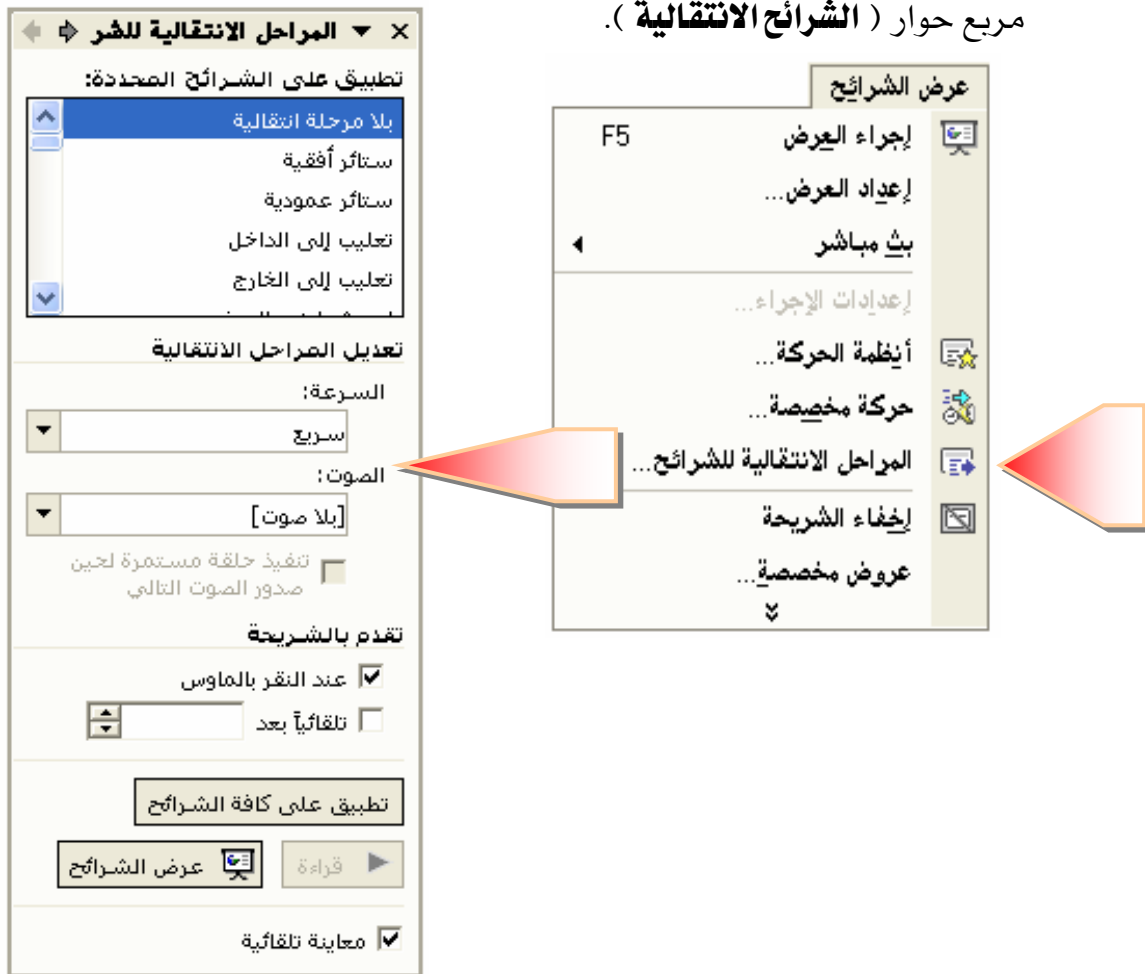 مربع حوار ( الشرائح الانتقالية ).
عرض الشرائح
إجراء العرض F5
إعداد العرض...
بث مباشر
إعدادات الإجراء...
أنظمة الحركة...
حركة مخصصة...
المراحل الانتقالية للشرائح...
إخفاء الشريحة
عروض مخصصة...
المراحل الانتقالية للشر
تطبيق على الشرائح المحددة:
بلا مرحلة انتقالية
ستائر أفقية
ستائر عمودية
تعليب إلى الداخل
تعليب إلى الخارج
تعديل المراحل الانتقالية
السرعة:
سريع
الصوت:
[بلا صوت]
تنفيذ حلقة مستمرة لحين
صدور الصوت التالي
تقدم بالشريحة
عند النقر بالماوس
تلقائياً بعد
تطبيق على كافة الشرائح
قراءة عرض الشرائح
معاينة تلقائية